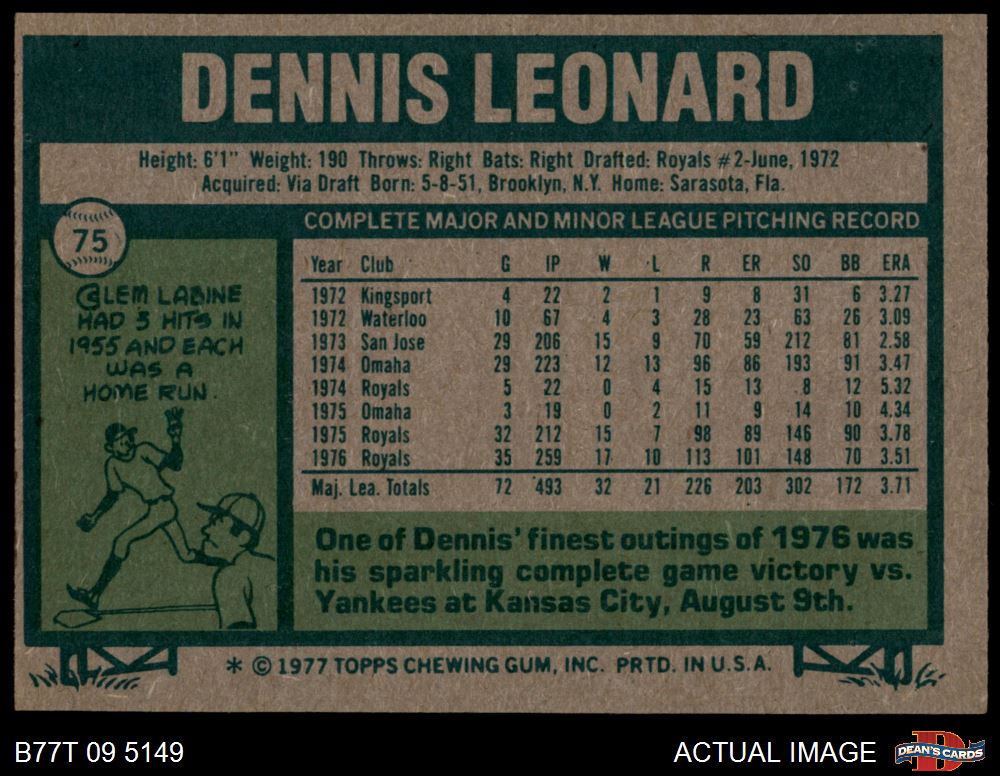 DENNIS LEONARD
Height: 6'1" Weight: 190 Throws: Right Bats: Right Drafted: Royals #2-June, 1972
Acquired: Via Draft Born: 5-8-51, Brooklyn, N.Y. Home: Sarasota, Fla.
75
COMPLETE MAJOR AND MINOR LEAGUE PITCHING RECORD
CLEM LABINE
HAD 3 HITS IN
1955 AND EACH
WAS A
HOME RUN.
Year Club G IP W L R ER SO BB ERA
1972 Kingsport 4 22 2 1 9 8 31 6 3.27
1972 Waterloo 10 67 4 3 28 23 63 26 3.09
1973 San Jose 29 206 15 9 70 59 212 81 2.58
1974 Omaha 29 223 12 13 96 86 193 91 3.47
1974 Royals 5 22 0 4 15 13 8 12 5.32
1975 Omaha 3 19 0 2 11 9 14 10 4.34
1975 Royals 32 212 15 7 98 89 146 90 3.78
1976 Royals 35 259 17 10 113 101 148 70 3.51
Maj. Lea. Totals 72 493 32 21 226 203 302 172 3.71
One of Dennis' finest outings of 1976 was
his sparkling complete game victory vs.
Yankees at Kansas City, August 9th.
* © 1977 TOPPS CHEWING GUM, INC. PRTD. IN U.S.A.
B77T 09 5149
ACTUAL IMAGE
D
DEAN'S CARDS